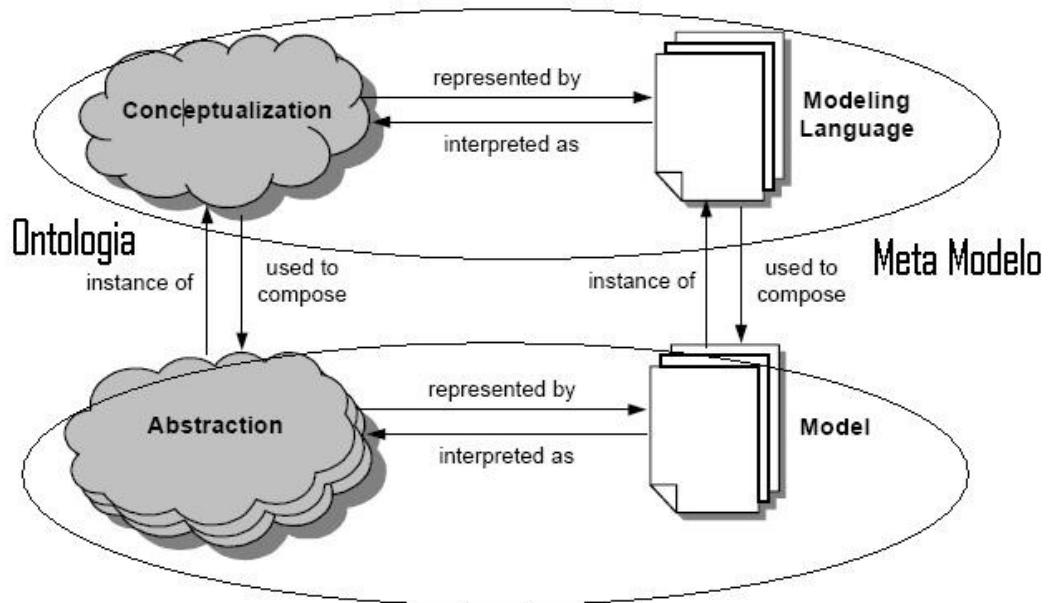 represented by
Conceptualization
Modeling
Language
interpreted as
Ontologia
instance of
used to
compose
instance of
used to
compose
Meta Modelo
represented by
Abstraction
Model
interpreted as